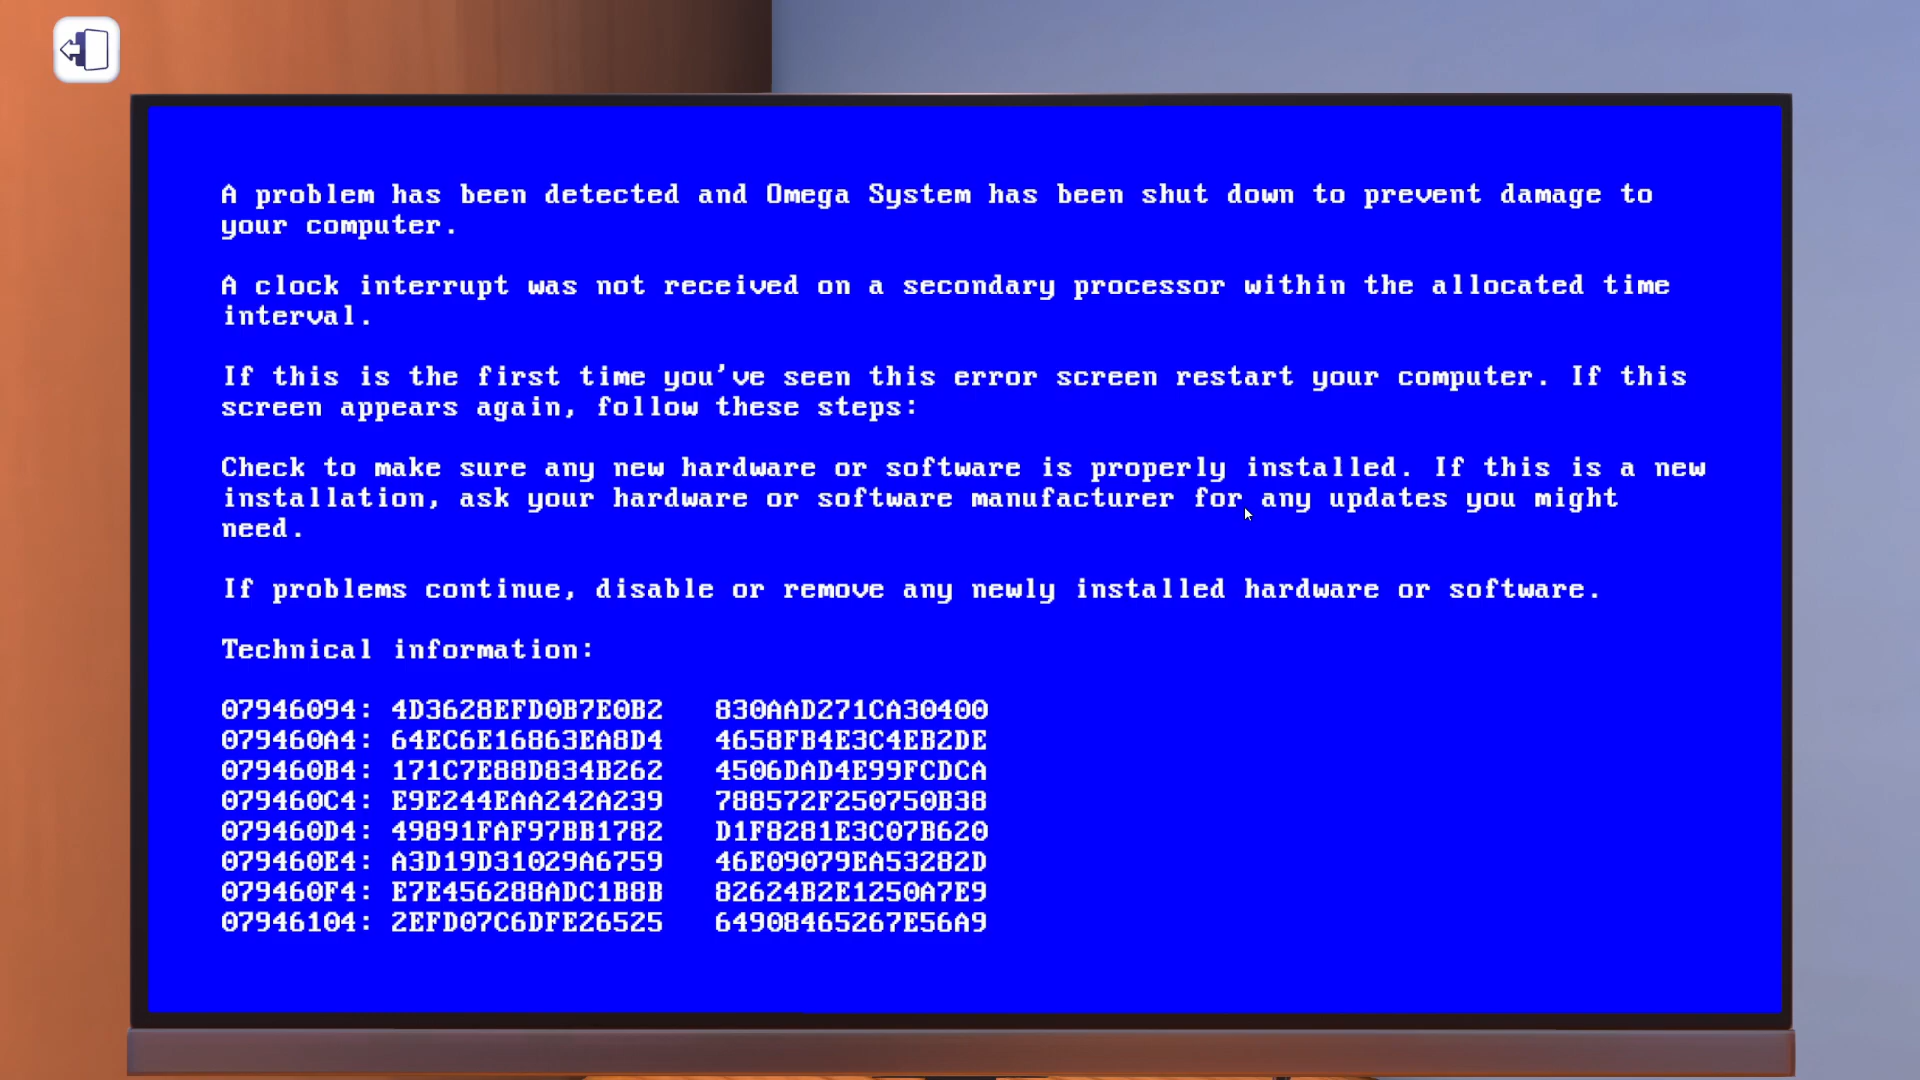 A problem has been detected and Omega System has been shut down to prevent damage to
your computer.
A clock interrupt was not received on a secondary processor within the allocated time
interval.
If this is the first time you've seen this error screen restart your computer. If this
screen appears again, follow these steps:
Check to make sure any new hardware or software is properly installed. If this is a new
installation, ask your hardware or software manufacturer for any updates you might
need.
If problems continue, disable or remove any newly installed hardware or software.
Technical information:
07946094: 4D3628EFD0B7E0B2 830AAD271CA30400
079460A4: 64EC6E16863EA8D4 4658FB4E3C4EB2DE
079460B4: 171C7E88D834B262 4506DAD4E99FCDCA
079460C4: E9E244EAA242A239 788572F250750B38
079460D4: 49891FAF97BB1782 D1F8281E3C07B620
079460E4: A3D19D31029A6759 46E09079EA53282D
079460F4: E7E456288ADC1B8B 82624B2E1250A7E9
07946104: 2EFD07C6DFE26525 64908465267E56A9